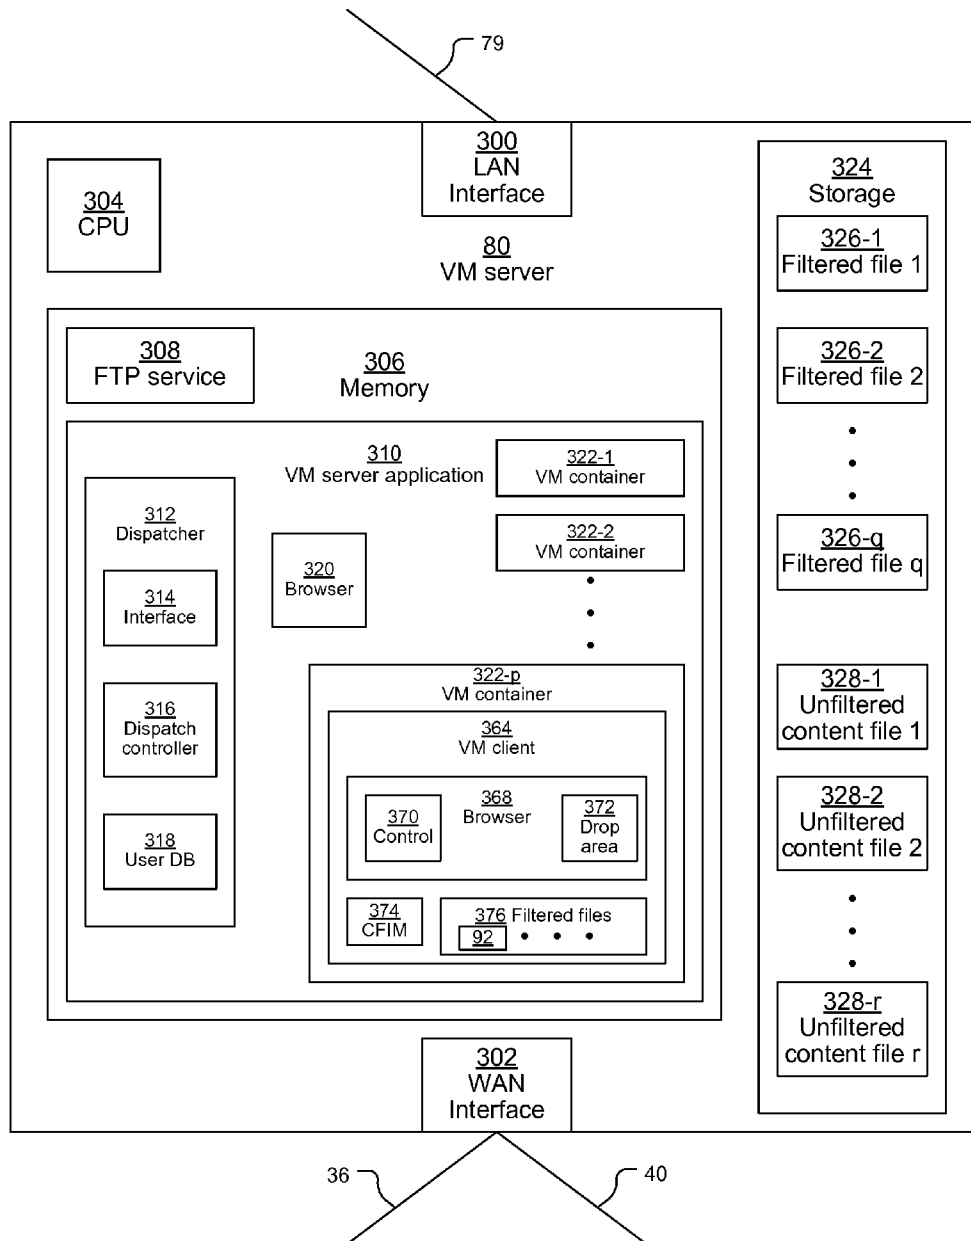 79
300
LAN
Interface
304
CPU
80
VM server
324
Storage
326-1
Filtered file 1
326-2
Filtered file 2
326-q
Filtered file q
328-1
Unfiltered
content file 1
328-2
Unfiltered
content file 2
328-r
Unfiltered
content file r
308
FTP service
306
Memory
310
VM server application
312
Dispatcher
314
Interface
316
Dispatch
controller
318
User DB
320
Browser
322-1
VM container
322-2
VM container
322-p
VM container
364
VM client
368
Browser
370
Control
372
Drop
area
374
CFIM
376 Filtered files
92
302
WAN
Interface
36
40